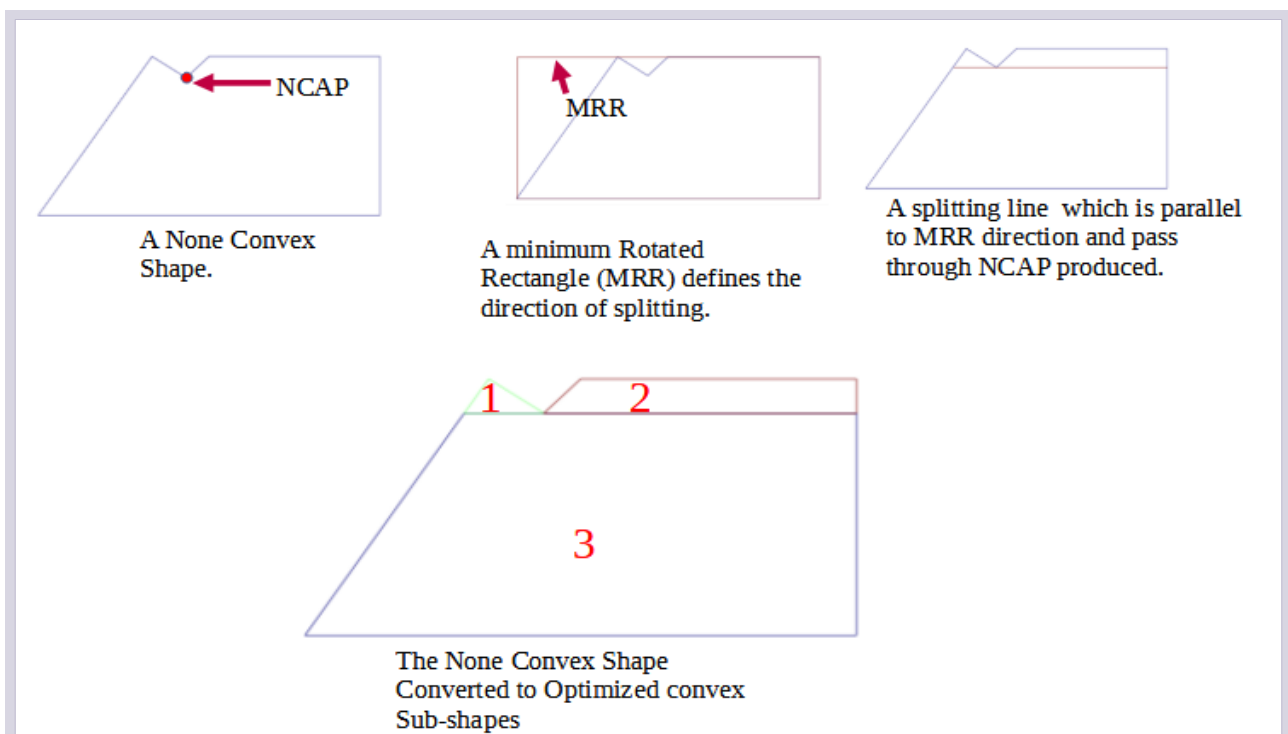 NCAP
A None Convex
Shape.
MRR
A minimum Rotated
Rectangle (MRR) defines the
direction of splitting.
A splitting line  which is parallel
to MRR direction and pass
through NCAP produced.
1
2
3
The None Convex Shape
Converted to Optimized convex
Sub-shapes